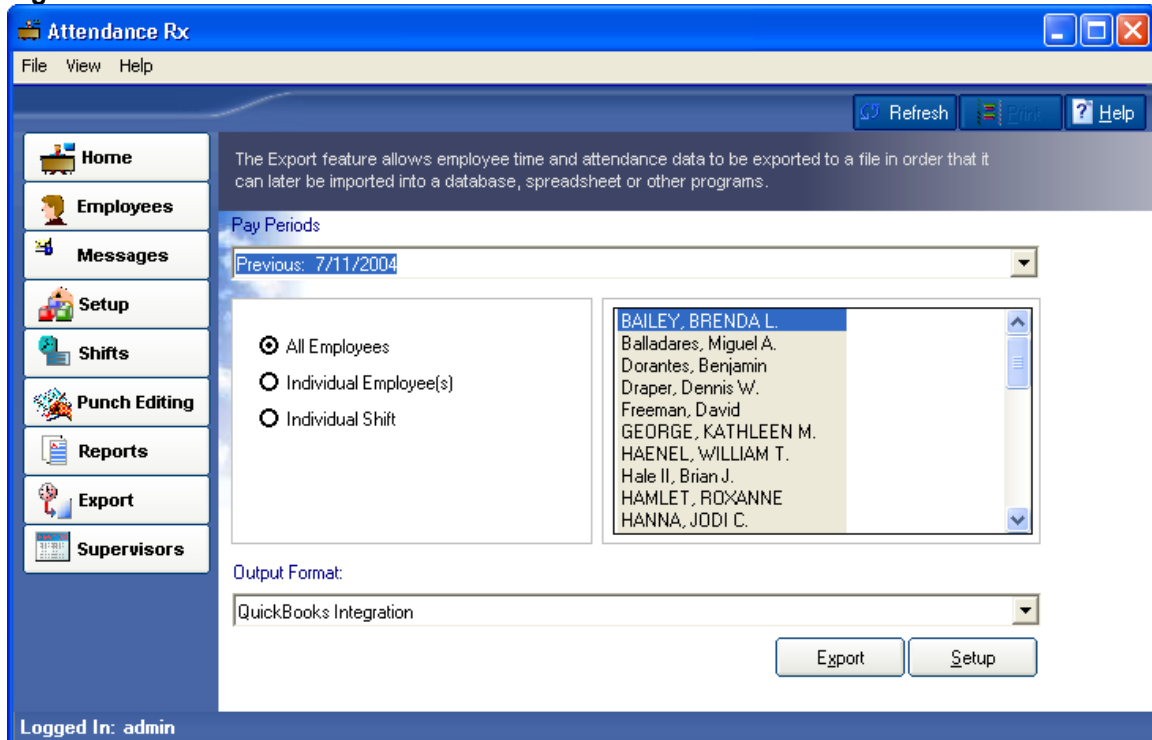 Attendance Rx
File View Help
Refresh Print Help
Home
Employees
Messages
Setup
Shifts
Punch Editing
Reports
Export
Supervisors
The Export feature allows employee time and attendance data to be exported to a file in order that it
can later be imported into a database, spreadsheet or other programs.
Pay Periods
Previous: 7/11/2004
All Employees
Individual Employee(s)
Individual Shift
BAILEY, BRENDA L.
Balladares, Miguel A.
Dorantes, Benjamin
Draper, Dennis W.
Freeman, David
GEORGE, KATHLEEN M.
HAENEL, WILLIAM T.
Hale II, Brian J.
HAMLET, ROXANNE
HANNA, JODI C.
Output Format:
QuickBooks Integration
Export Setup
Logged In: admin